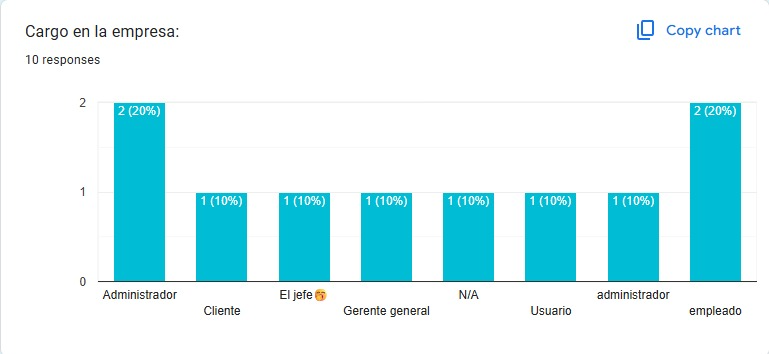 Cargo en la empresa:
Copy chart
10 responses
2
1
0
2 (20%)
1 (10%)
1 (10%)
1 (10%)
1 (10%)
1 (10%)
1 (10%)
2 (20%)
Administrador
Cliente
El jefe🤭
Gerente general
N/A
Usuario
administrador
empleado